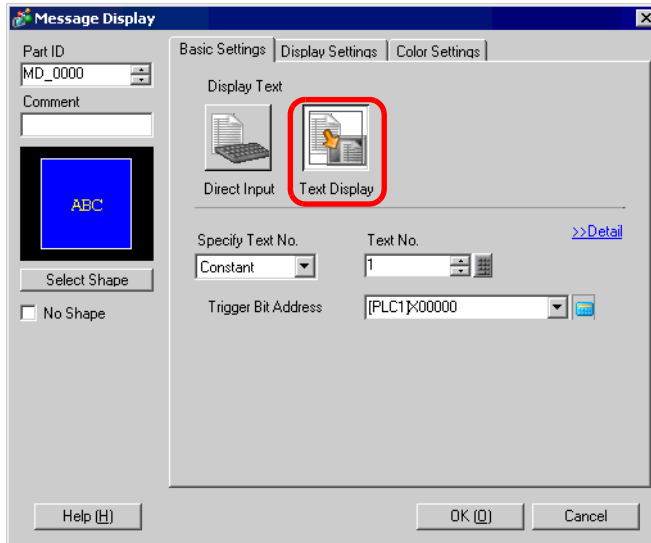 Message Display
Part ID
MD_0000
Comment
ABC
Select Shape
No Shape
Basic Settings
Display Settings
Color Settings
Display Text
Direct Input
Text Display
>>Detail
Specify Text No.
Text No.
Constant
1
Trigger Bit Address
[PLC1]X00000
Help (H)
OK (O)
Cancel